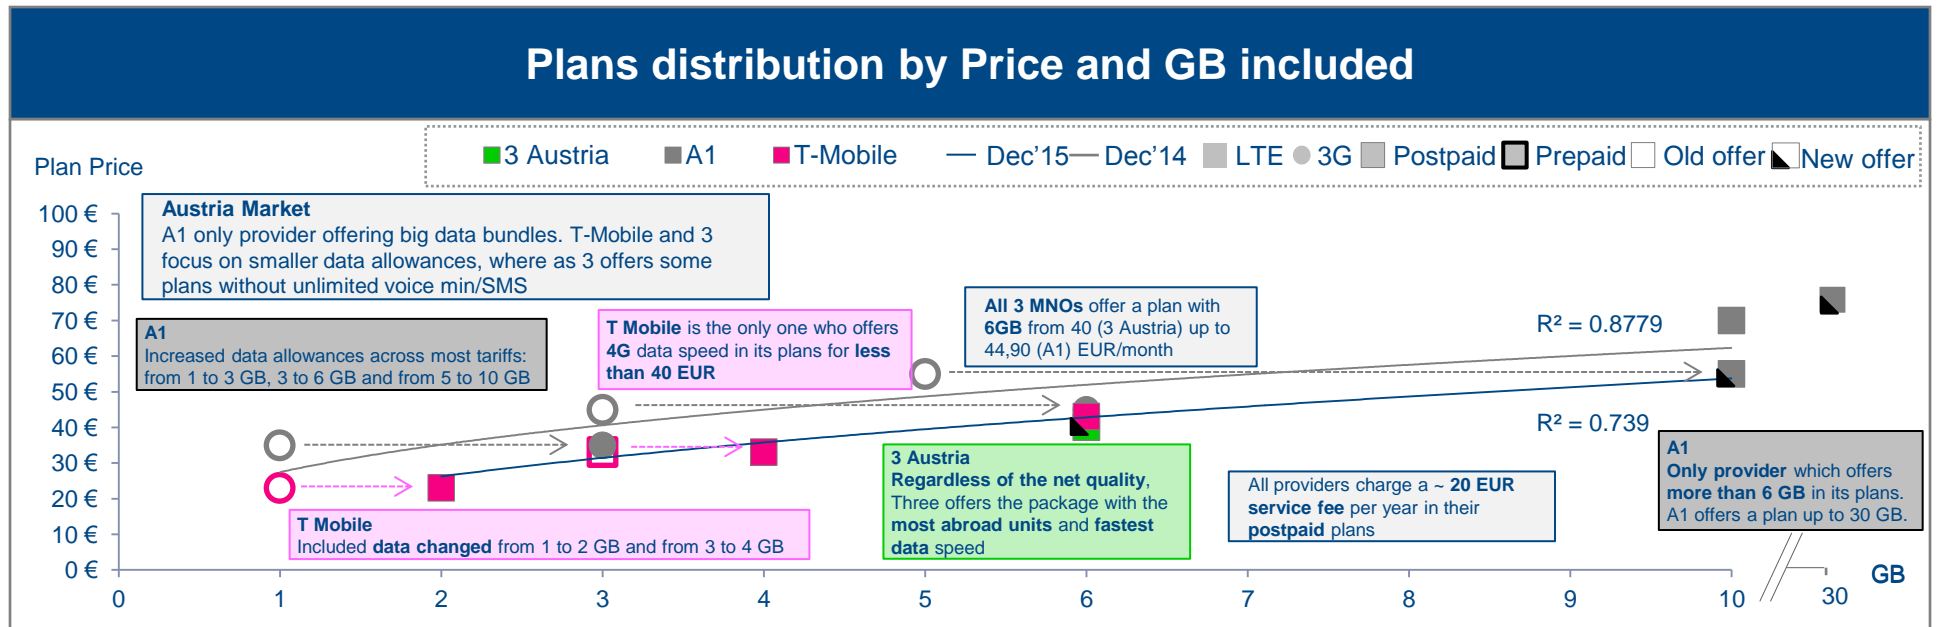 Plans distribution by Price and GB included
3 Austria A1 T-Mobile Dec’15 Dec’14 LTE 3G Postpaid Prepaid Old offer New offer
Plan Price
100 €
90 €
80 €
70 €
60 €
50 €
40 €
30 €
20 €
10 €
0 €
Austria Market
A1 only provider offering big data bundles. T-Mobile and 3
focus on smaller data allowances, where as 3 offers some
plans without unlimited voice min/SMS
A1
Increased data allowances across most tariffs:
from 1 to 3 GB, 3 to 6 GB and from 5 to 10 GB
T Mobile is the only one who offers
4G data speed in its plans for less
than 40 EUR
All 3 MNOs offer a plan with
6GB from 40 (3 Austria) up to
44,90 (A1) EUR/month
R² = 0.8779
R² = 0.739
T Mobile
Included data changed from 1 to 2 GB and from 3 to 4 GB
3 Austria
Regardless of the net quality,
Three offers the package with the
most abroad units and fastest
data speed
All providers charge a ~ 20 EUR
service fee per year in their
postpaid plans
A1
Only provider which offers
more than 6 GB in its plans.
A1 offers a plan up to 30 GB.
0 1 2 3 4 5 6 7 8 9 10 30
GB